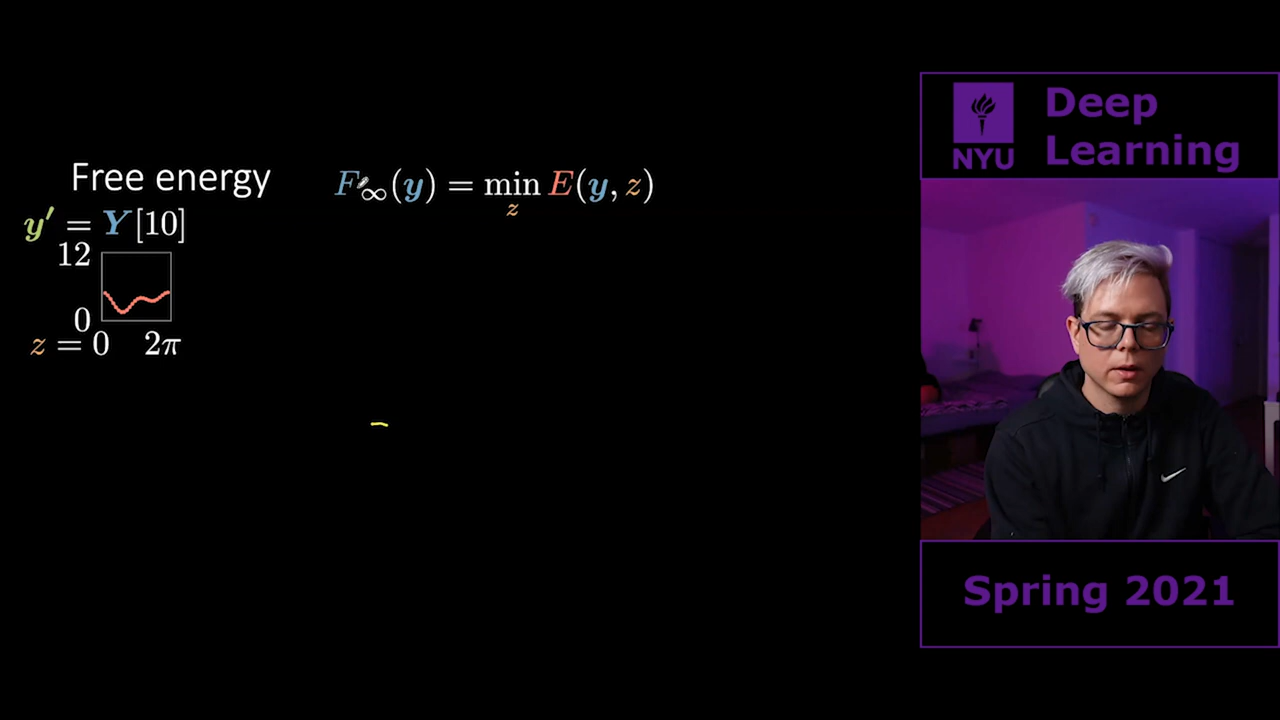 Free energy
F∞(y) = min E(y, z)
z
y′ = Y[10]
12
0
z = 0 2π
NYU
Deep
Learning
Spring 2021